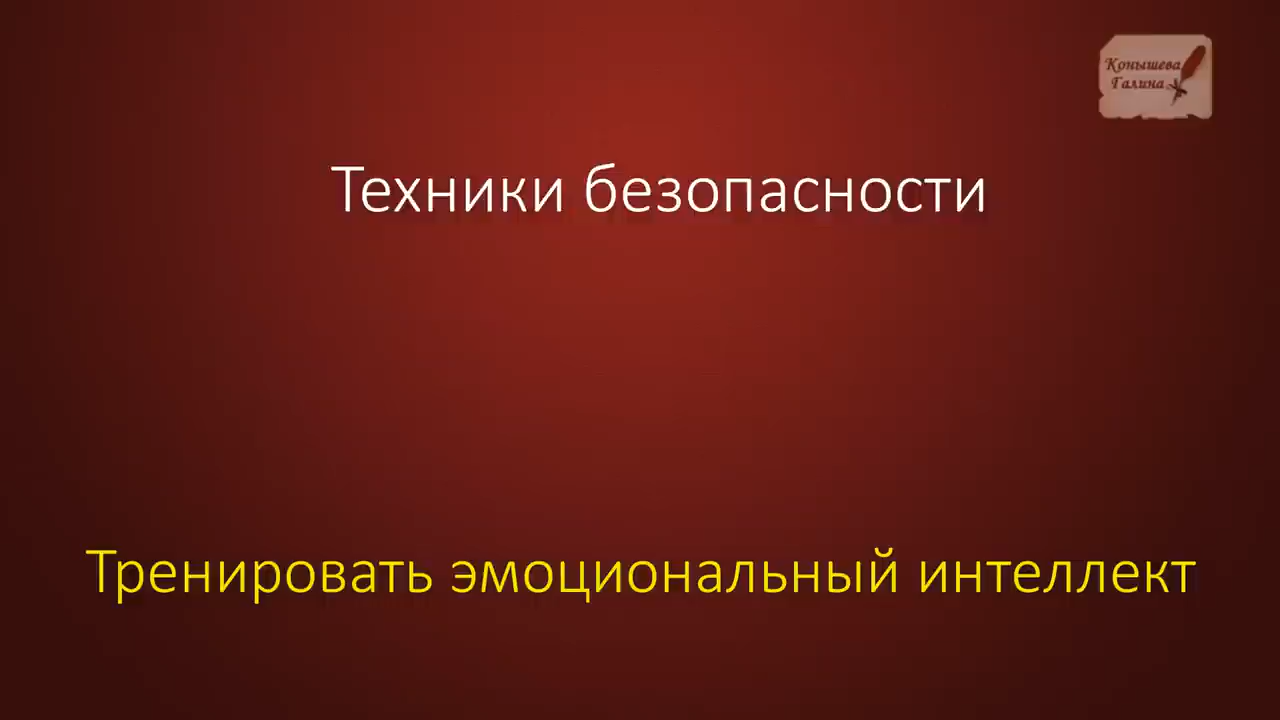 Конышева
Галина
Техники безопасности
Тренировать эмоциональный интеллект